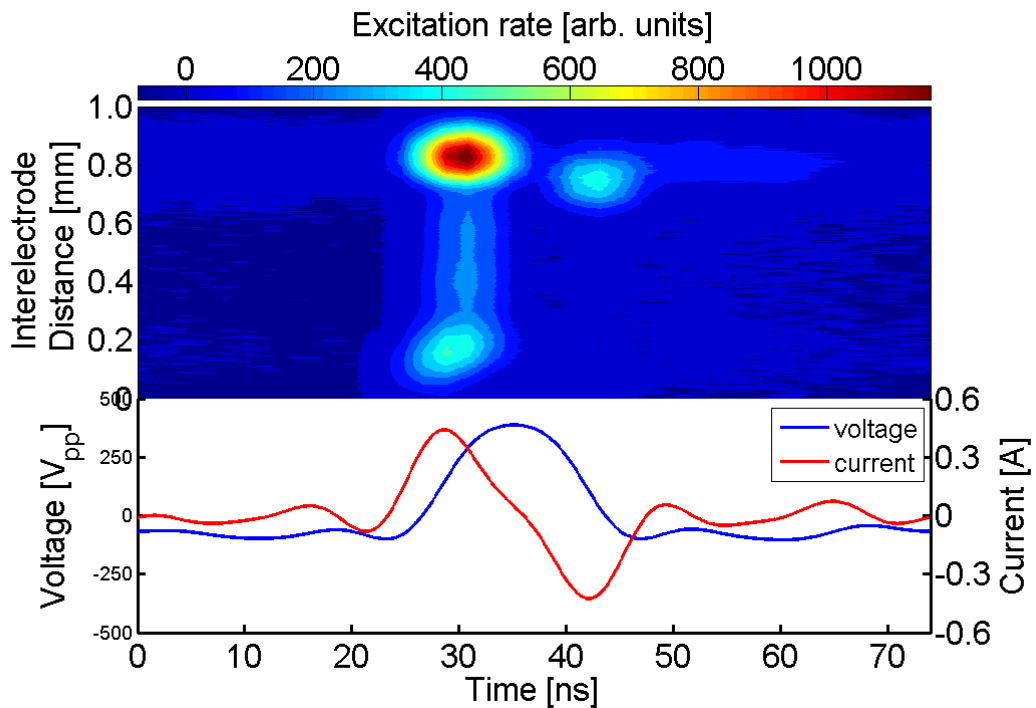 Excitation rate [arb. units]
0 200 400 600 800 1000
Interelectrode
Distance [mm]
1.0
0.8
0.6
0.4
0.2
0
Voltage [Vpp]
500
250
0
-250
-500
voltage
current
0.6
0.3
0
-0.3
-0.6
Current [A]
0 10 20 30 40 50 60 70
Time [ns]